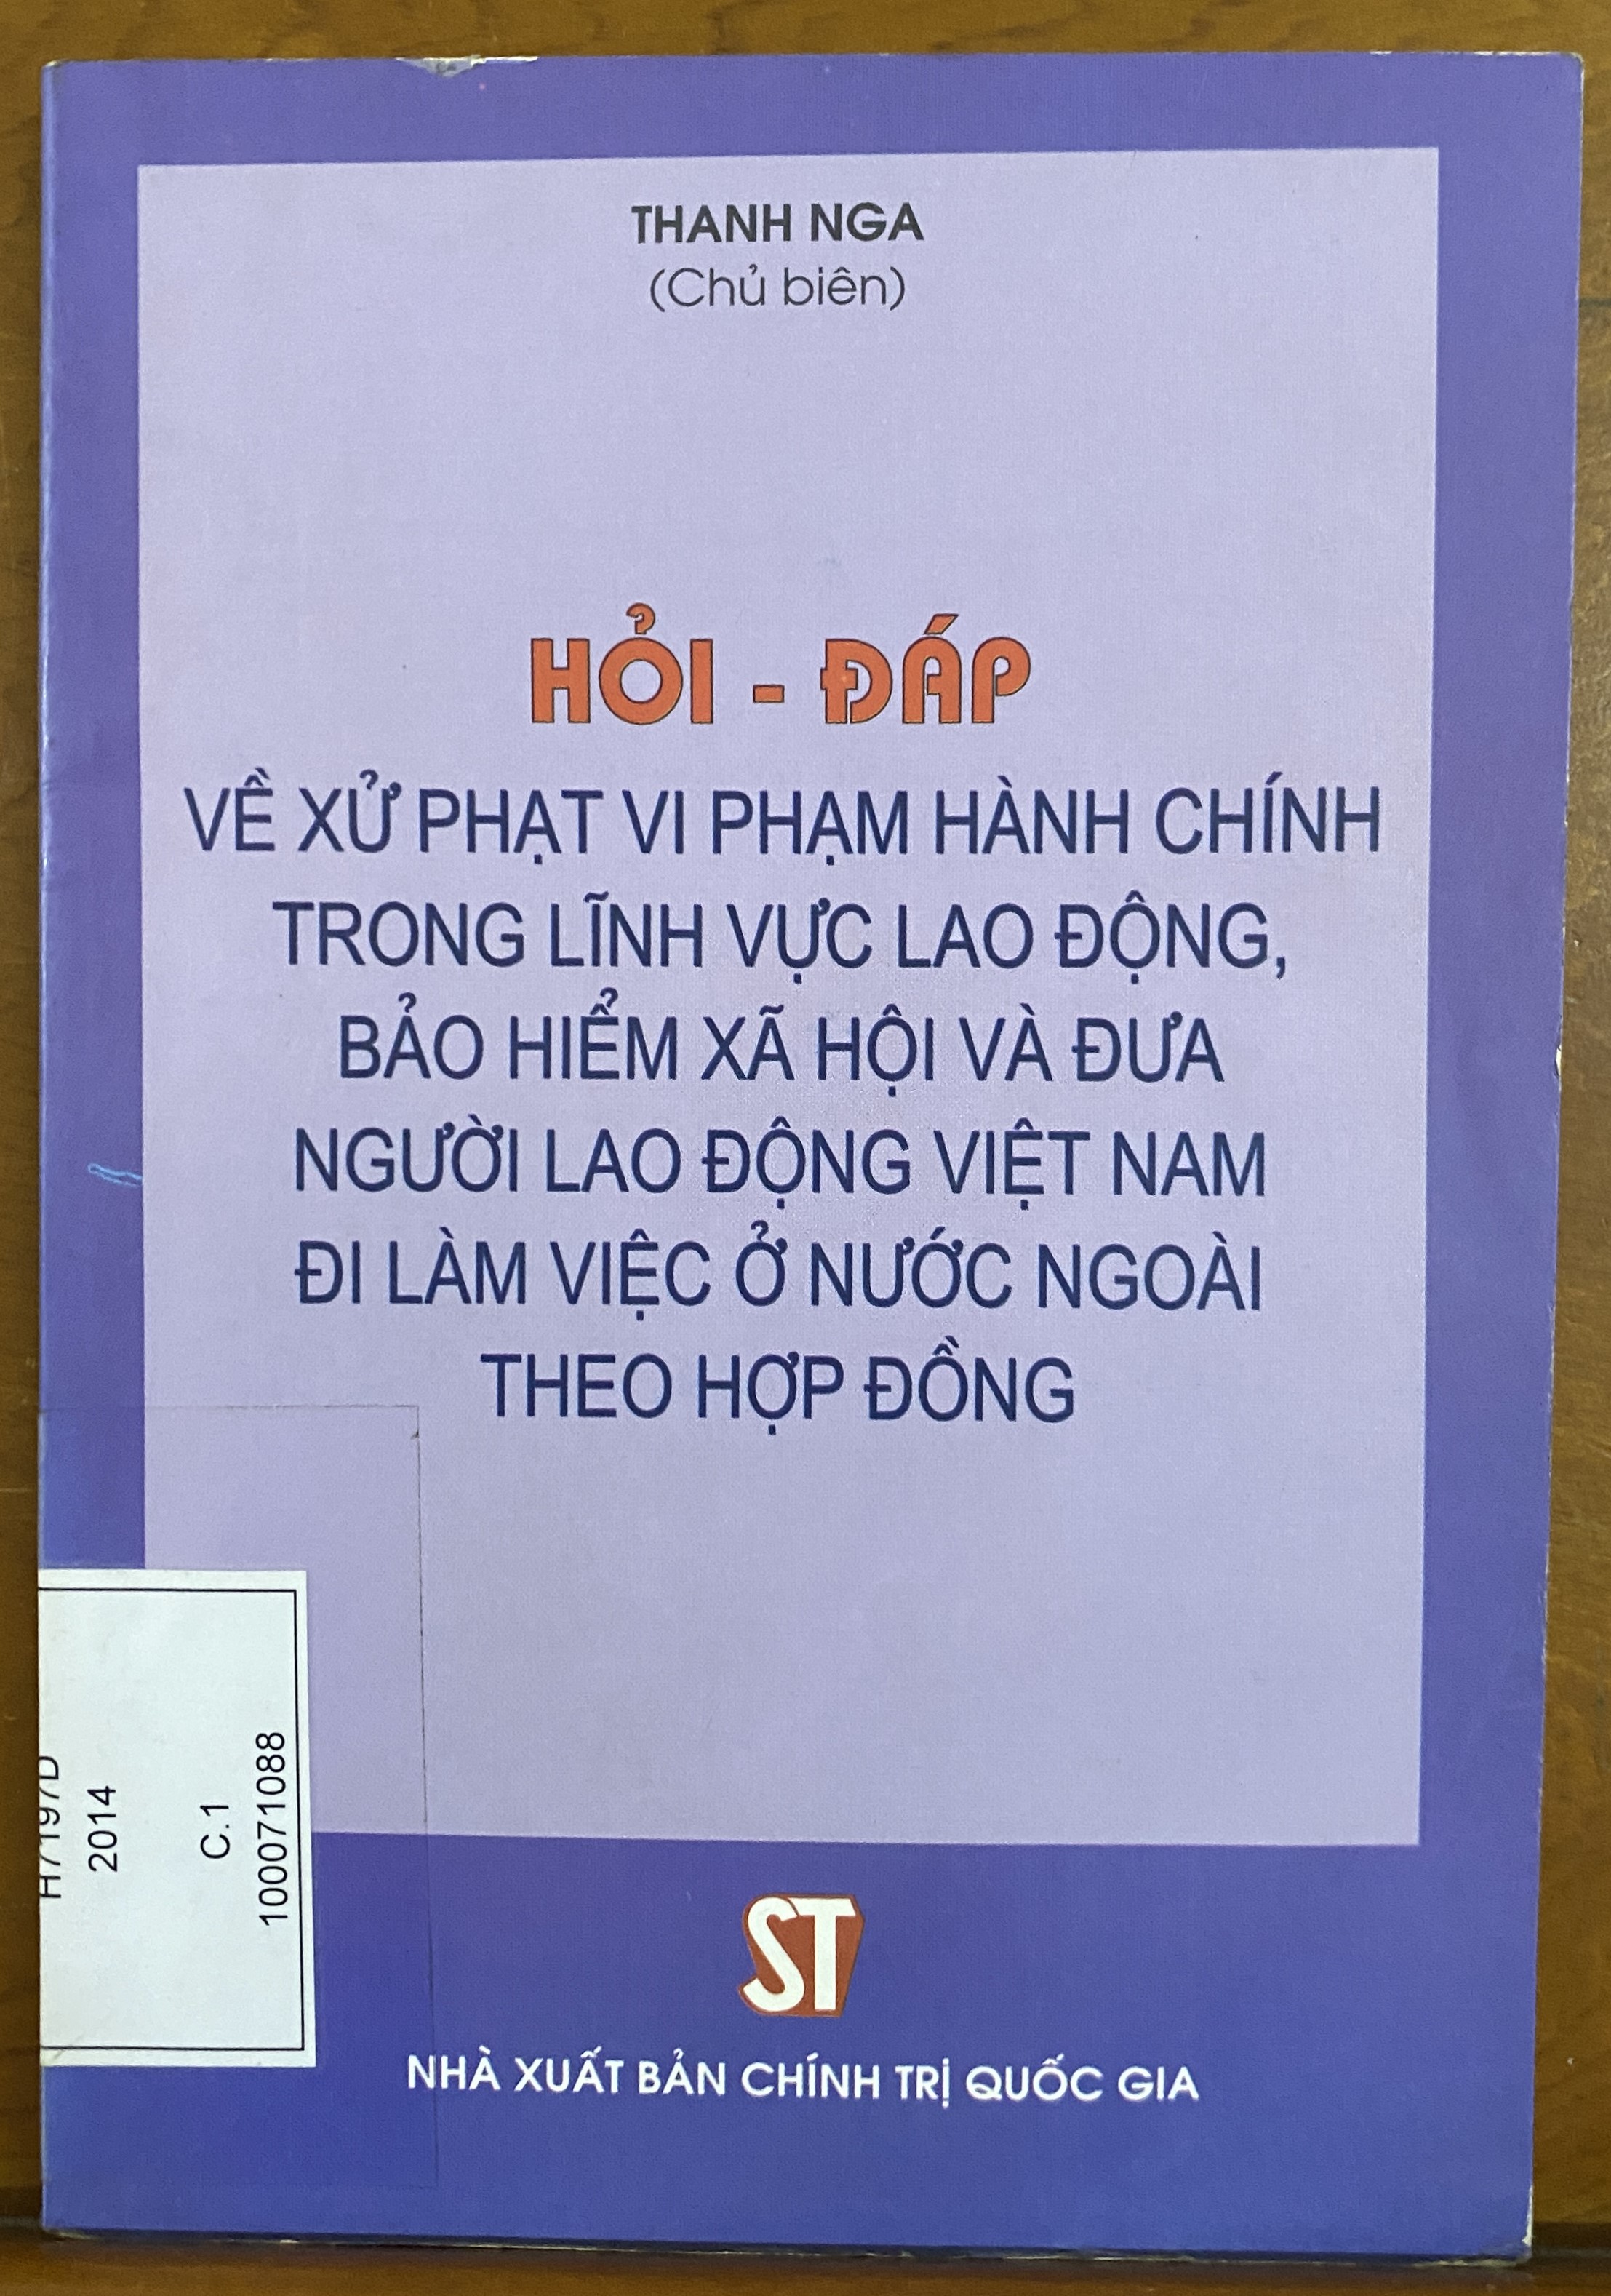 THANH NGA
(Chủ biên)
HỎI - ĐÁP
VỀ XỬ PHẠT VI PHẠM HÀNH CHÍNH
TRONG LĨNH VỰC LAO ĐỘNG,
BẢO HIỂM XÃ HỘI VÀ ĐƯA
NGƯỜI LAO ĐỘNG VIỆT NAM
ĐI LÀM VIỆC Ở NƯỚC NGOÀI
THEO HỢP ĐỒNG
2014
C.1
100071088
ST
NHÀ XUẤT BẢN CHÍNH TRỊ QUỐC GIA